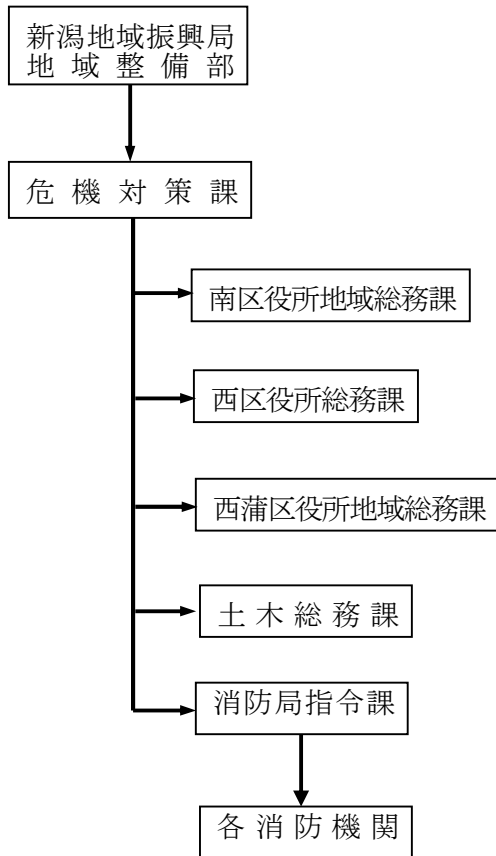 新潟地域振興局
地域整備部
危機対策課
南区役所地域総務課
西区役所総務課
西蒲区役所地域総務課
土木総務課
消防局指令課
各消防機関